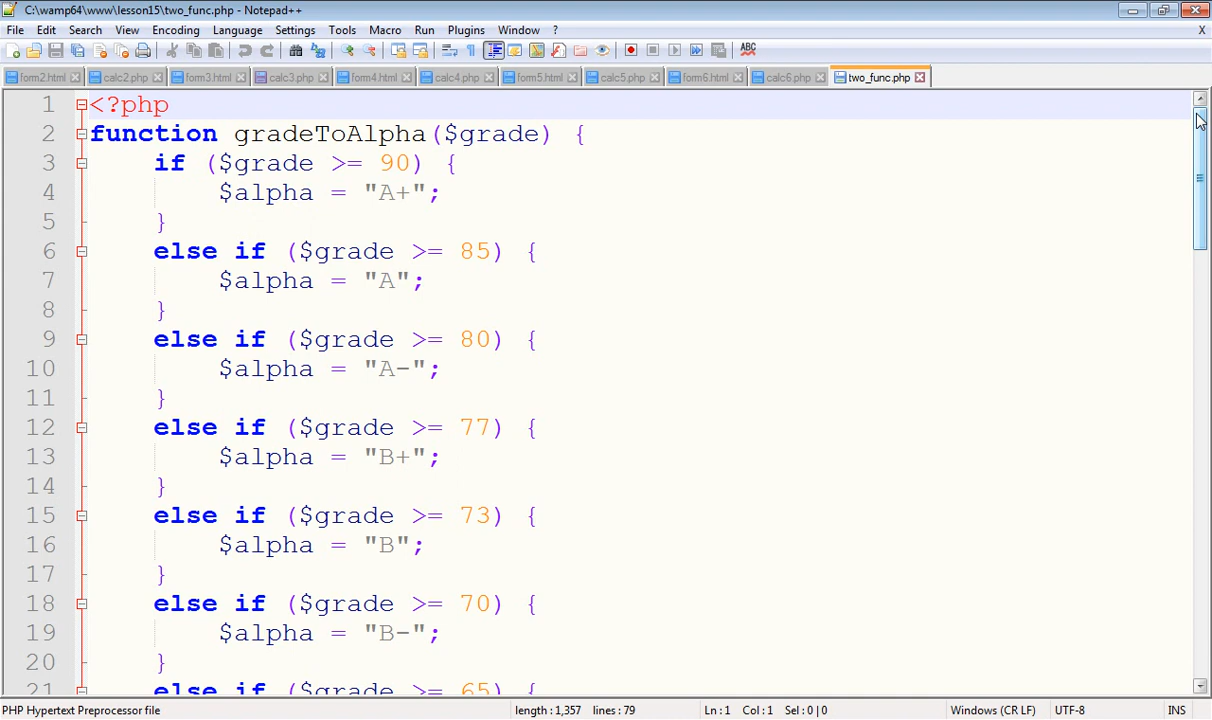 C:\wamp64\www\lesson15\two_func.php - Notepad++
File Edit Search View Encoding Language Settings Tools Macro Run Plugins Window ? X
ABC
form2.html calc2.php form3.html calc3.php form4.html calc4.php form5.html calc5.php form6.html calc6.php two_func.php
1 <?php
2 function gradeToAlpha($grade) {
3 if ($grade >= 90) {
4 $alpha = "A+";
5 }
6 else if ($grade >= 85) {
7 $alpha = "A";
8 }
9 else if ($grade >= 80) {
10 $alpha = "A-";
11 }
12 else if ($grade >= 77) {
13 $alpha = "B+";
14 }
15 else if ($grade >= 73) {
16 $alpha = "B";
17 }
18 else if ($grade >= 70) {
19 $alpha = "B-";
20 }
21 else if ($grade >= 65) {
PHP Hypertext Preprocessor file length : 1,357 lines : 79 Ln : 1 Col : 1 Sel : 0 | 0 Windows (CR LF) UTF-8 INS